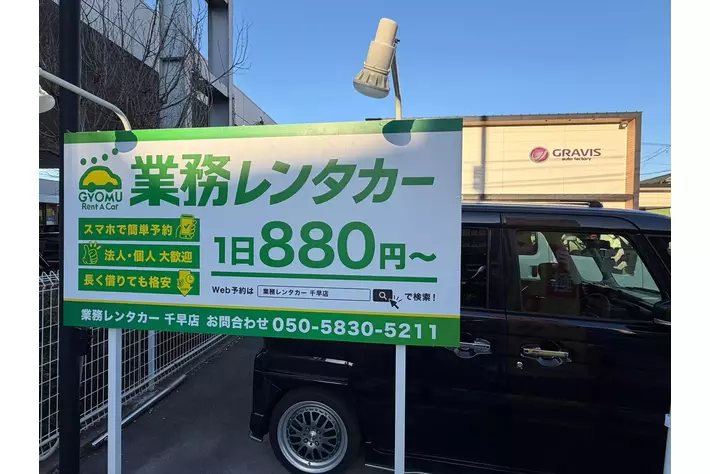 業務レンタカー
GYOMU
Rent A Car
スマホで簡単予約
法人・個人 大歓迎
長く借りても格安
1日880円～
Web予約は 業務レンタカー 千早店 で検索!
業務レンタカー 千早店 お問合わせ 050-5830-5211
GRAVIS
auto factory